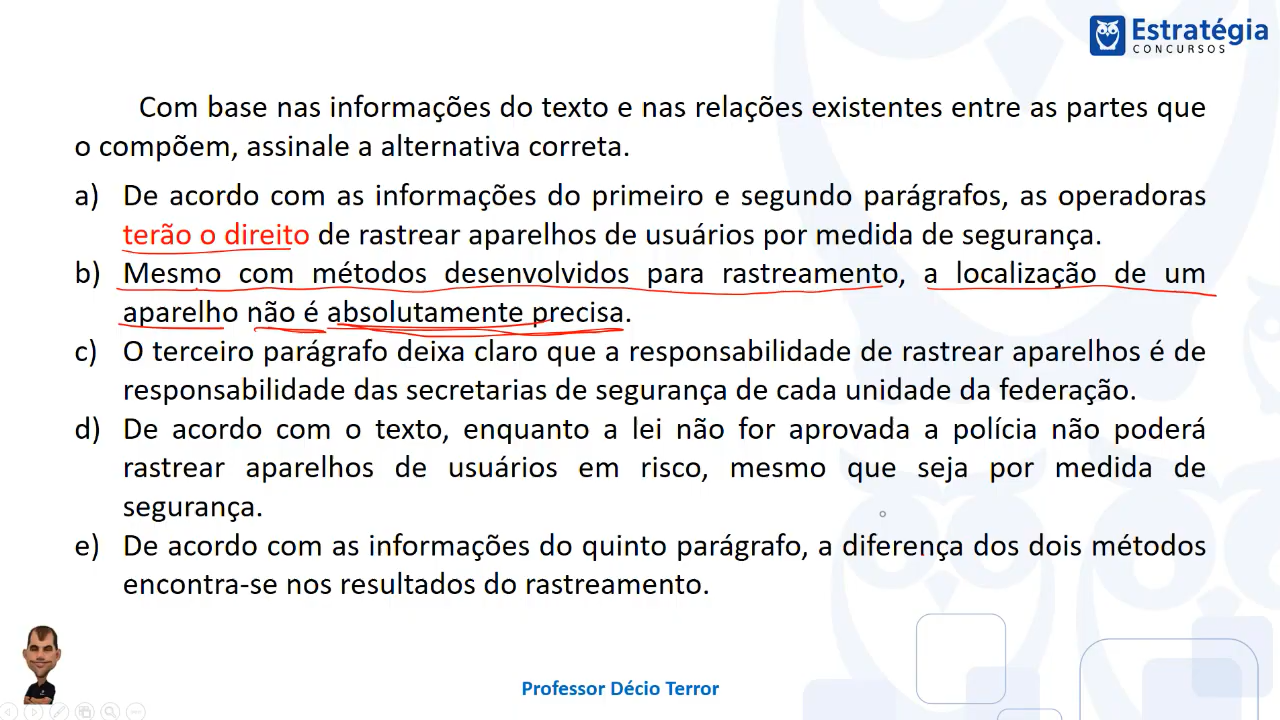 Estratégia
CONCURSOS
Com base nas informações do texto e nas relações existentes entre as partes que
o compõem, assinale a alternativa correta.
a) De acordo com as informações do primeiro e segundo parágrafos, as operadoras
terão o direito de rastrear aparelhos de usuários por medida de segurança.
b) Mesmo com métodos desenvolvidos para rastreamento, a localização de um
aparelho não é absolutamente precisa.
c) O terceiro parágrafo deixa claro que a responsabilidade de rastrear aparelhos é de
responsabilidade das secretarias de segurança de cada unidade da federação.
d) De acordo com o texto, enquanto a lei não for aprovada a polícia não poderá
rastrear aparelhos de usuários em risco, mesmo que seja por medida de
segurança.
e) De acordo com as informações do quinto parágrafo, a diferença dos dois métodos
encontra-se nos resultados do rastreamento.
Professor Décio Terror